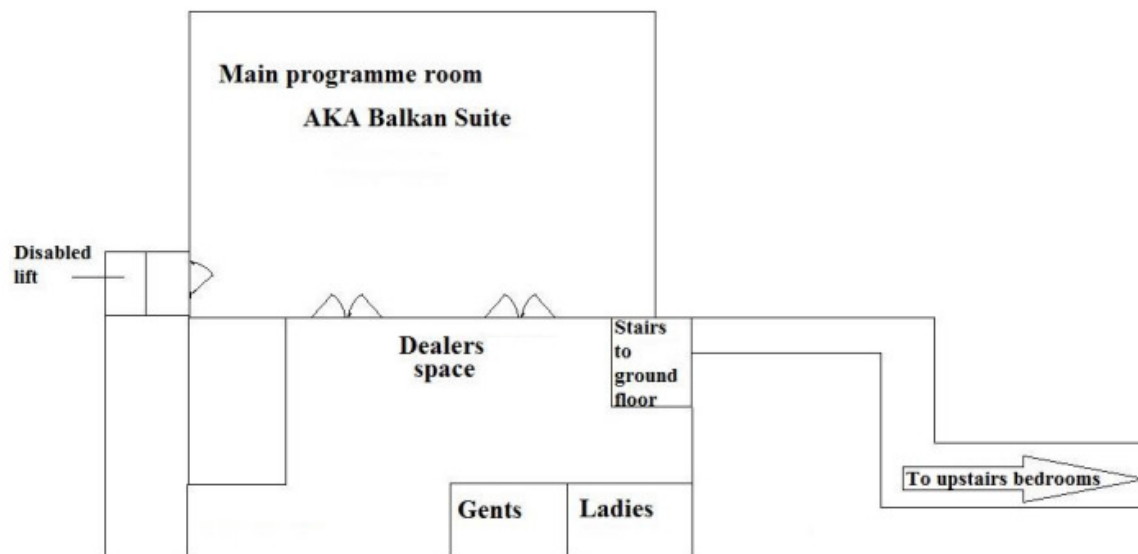 Main programme room
AKA Balkan Suite
Disabled
lift
Dealers
space
Stairs
to
ground
floor
To upstairs bedrooms
Gents
Ladies